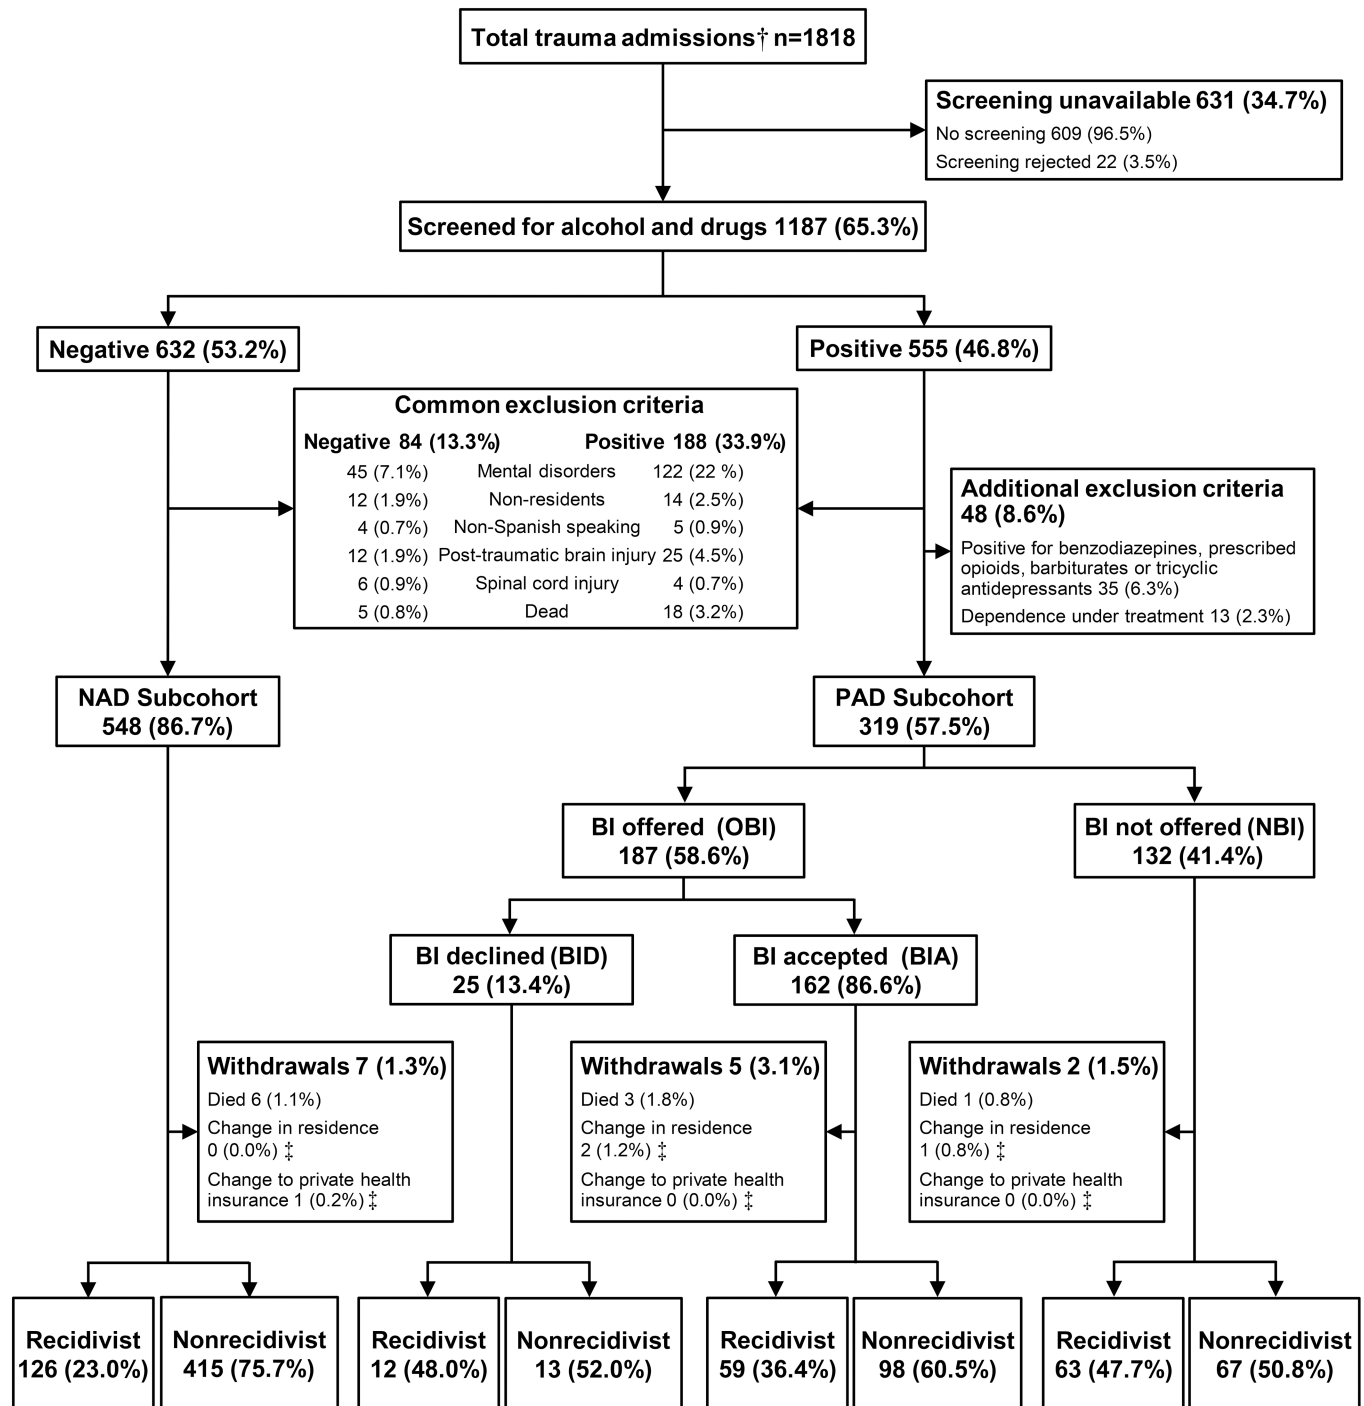 Total trauma admissions† n=1818
Screening unavailable 631 (34.7%)
No screening 609 (96.5%)
Screening rejected 22 (3.5%)
Screened for alcohol and drugs 1187 (65.3%)
Negative 632 (53.2%)
Positive 555 (46.8%)
Common exclusion criteria
Negative 84 (13.3%) Positive 188 (33.9%)
45 (7.1%) Mental disorders 122 (22 %)
12 (1.9%) Non-residents 14 (2.5%)
4 (0.7%) Non-Spanish speaking 5 (0.9%)
12 (1.9%) Post-traumatic brain injury 25 (4.5%)
6 (0.9%) Spinal cord injury 4 (0.7%)
5 (0.8%) Dead 18 (3.2%)
Additional exclusion criteria
48 (8.6%)
Positive for benzodiazepines, prescribed
opioids, barbiturates or tricyclic
antidepressants 35 (6.3%)
Dependence under treatment 13 (2.3%)
NAD Subcohort
548 (86.7%)
PAD Subcohort
319 (57.5%)
BI offered (OBI)
187 (58.6%)
BI not offered (NBI)
132 (41.4%)
BI declined (BID)
25 (13.4%)
BI accepted (BIA)
162 (86.6%)
Withdrawals 7 (1.3%)
Died 6 (1.1%)
Change in residence
0 (0.0%) ‡
Change to private health
insurance 1 (0.2%) ‡
Withdrawals 5 (3.1%)
Died 3 (1.8%)
Change in residence
2 (1.2%) ‡
Change to private health
insurance 0 (0.0%) ‡
Withdrawals 2 (1.5%)
Died 1 (0.8%)
Change in residence
1 (0.8%) ‡
Change to private health
insurance 0 (0.0%) ‡
Recidivist
126 (23.0%)
Nonrecidivist
415 (75.7%)
Recidivist
12 (48.0%)
Nonrecidivist
13 (52.0%)
Recidivist
59 (36.4%)
Nonrecidivist
98 (60.5%)
Recidivist
63 (47.7%)
Nonrecidivist
67 (50.8%)